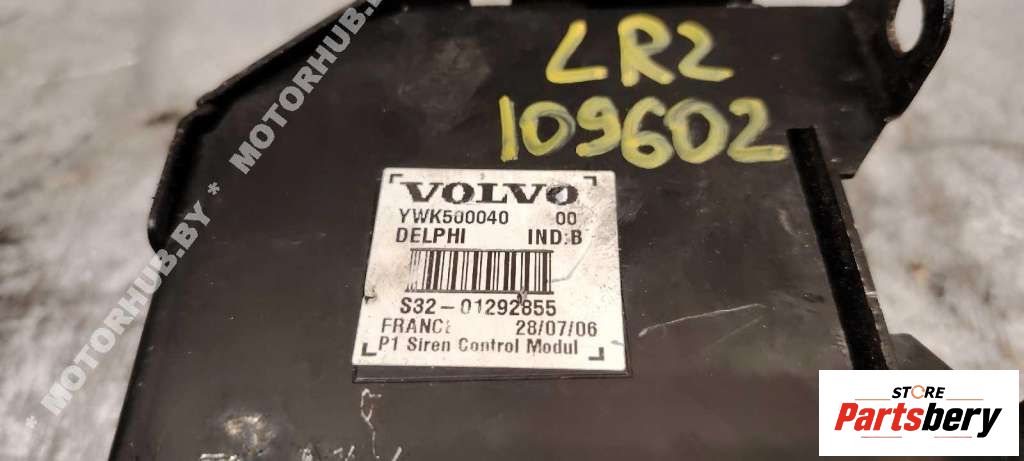 LR2
109602
VOLVO
YWK500040 00
DELPHI IND:B
S32-01292855
FRANCE 28/07/06
P1 Siren Control Modul
* MOTORHUB.BY * MOTORHUB.BY
STORE
Partsbery